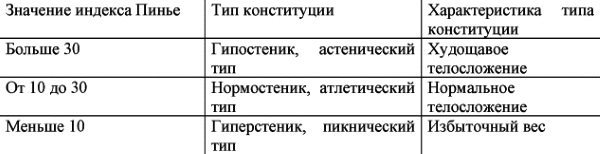 Значение индекса Пинье Тип конституции Характеристика типа
конституции
Больше 30 Гипостеник, астенический Худощавое
тип телосложение
От 10 до 30 Нормостеник, атлетический Нормальное
тип телосложение
Меньше 10 Гиперстеник, пикнический Избыточный вес
тип